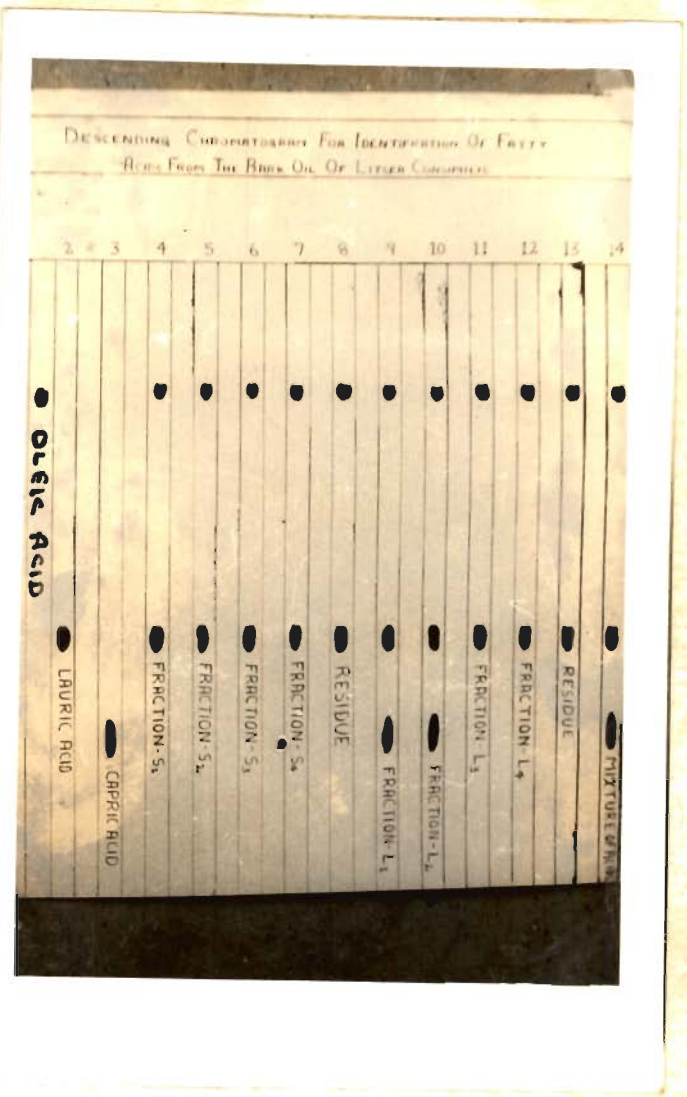 DESCENDING CHROMATOGRAM FOR IDENTIFICATION OF FATTY
ACIDS FROM THE BARK OIL OF LITSEA
2 3 4 5 6 7 8 9 10 11 12 13 14
OLEIC ACID
LAURIC ACID
CAPRIC ACID
FRACTION-S1
FRACTION-S2
FRACTION-S3
FRACTION-S4
RESIDUE
FRACTION-L1
FRACTION-L2
FRACTION-L3
FRACTION-L4
RESIDUE
MIXTURE OF